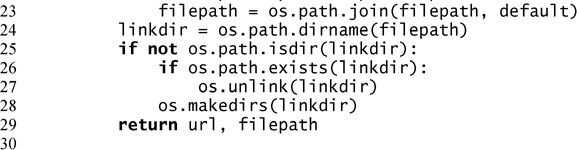 23                filepath = os.path.join(filepath, default)
24            linkdir = os.path.dirname(filepath)
25            if not os.path.isdir(linkdir):
26                if os.path.exists(linkdir):
27                    os.unlink(linkdir)
28                os.makedirs(linkdir)
29            return url, filepath
30